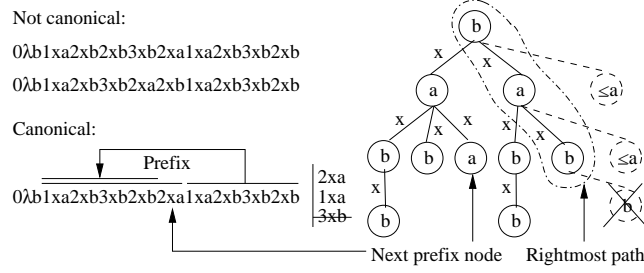 Not canonical:
0λb1xa2xb2xb3xb2xa1xa2xb3xb2xb
0λb1xa2xb3xb2xa2xb1xa2xb3xb2xb
Canonical:
Prefix
0λb1xa2xb3xb2xb2xa1xa2xb3xb2xb
2xa
1xa
3xb
b
x x
a a ≤a
x x x x x
b b a b b ≤a
x
b b b
Next prefix node Rightmost path